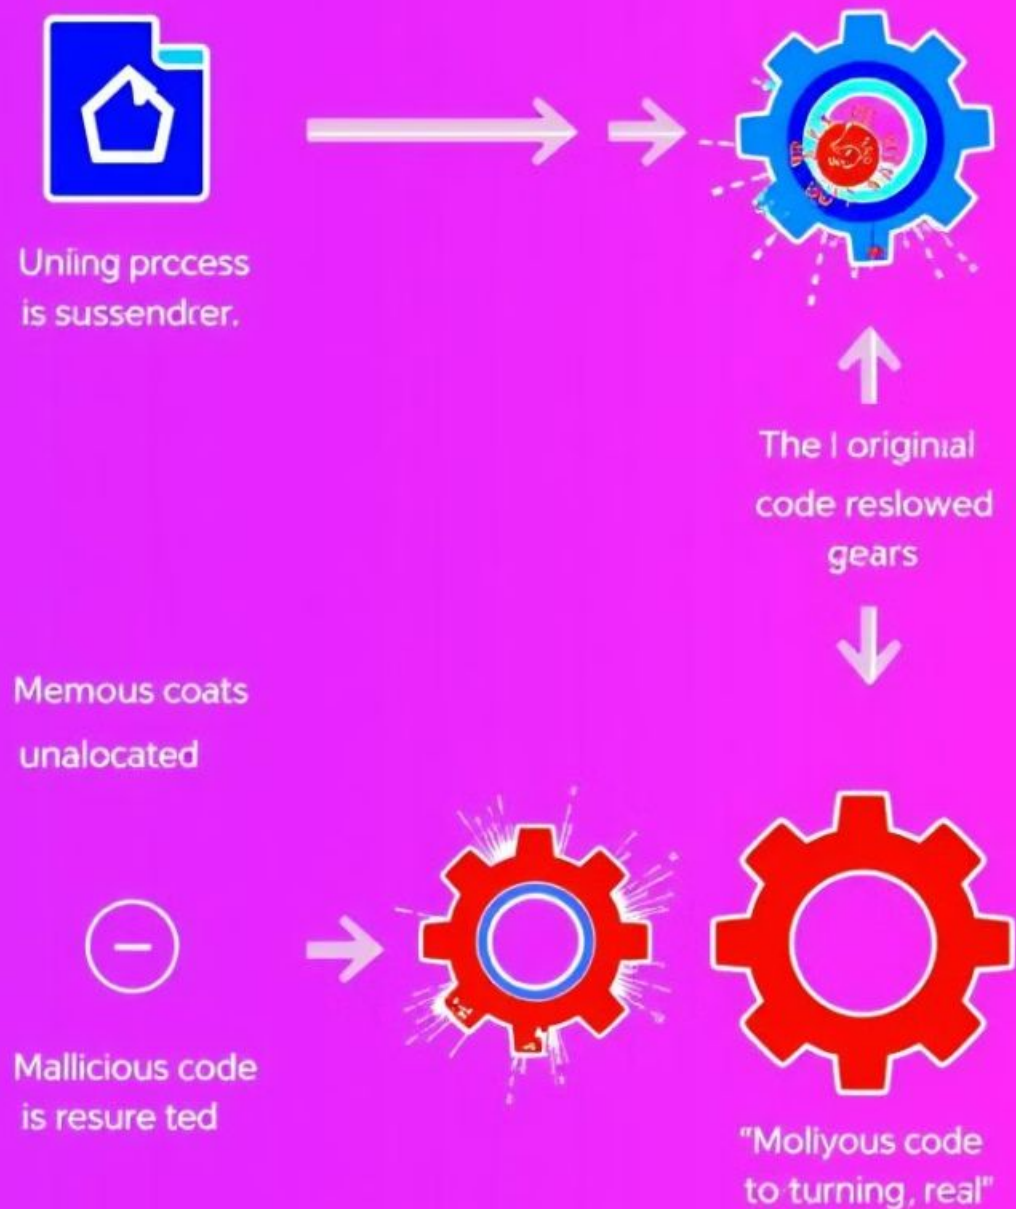 Unling prccess
is sussendrer.
The l originial
code reslowed
gears
Memous coats
unalocated
Mallicious code
is resure ted
"Moliyous code
to turning, real"